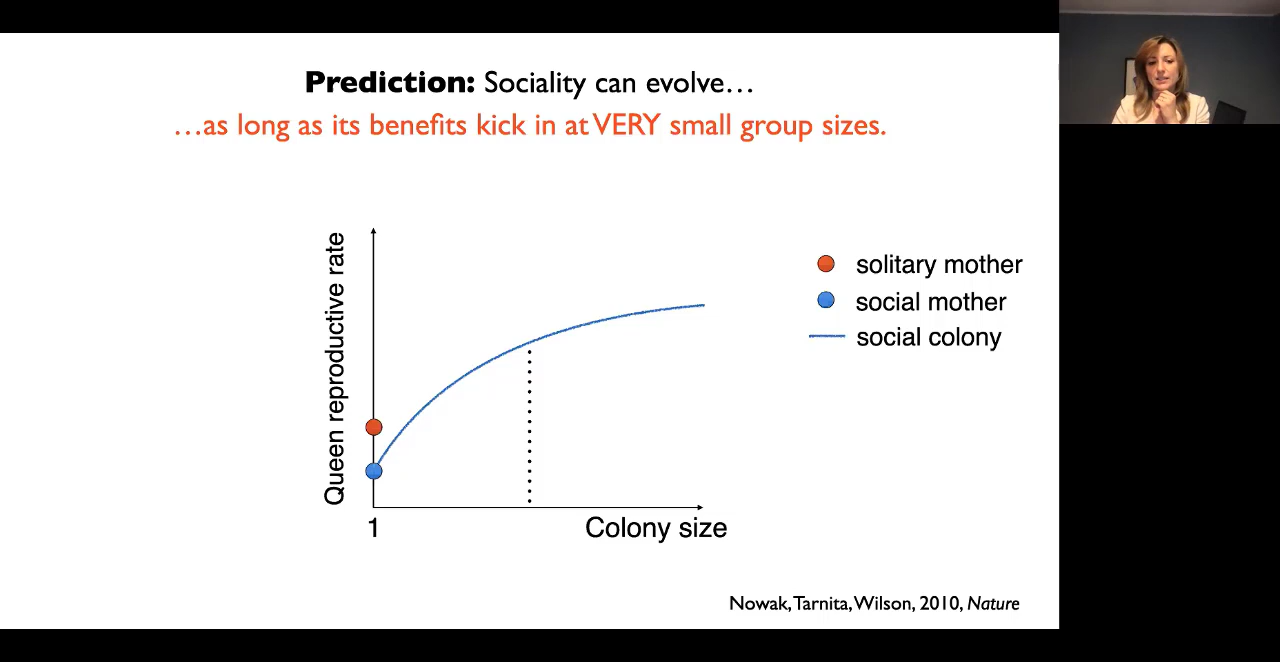 Prediction: Sociality can evolve…
…as long as its benefits kick in at VERY small group sizes.
Queen reproductive rate
solitary mother
social mother
social colony
1
Colony size
Nowak, Tarnita, Wilson, 2010, Nature